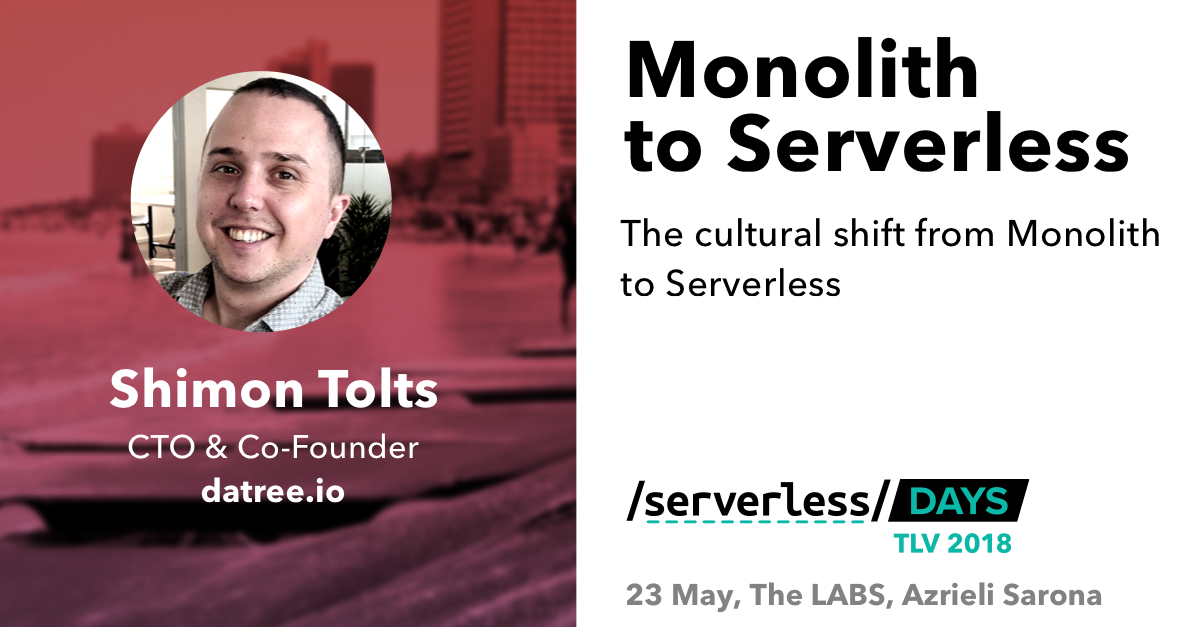 Shimon Tolts
CTO & Co-Founder
datree.io
Monolith
to Serverless
The cultural shift from Monolith
to Serverless
/serverless/DAYS
TLV 2018
23 May, The LABS, Azrieli Sarona